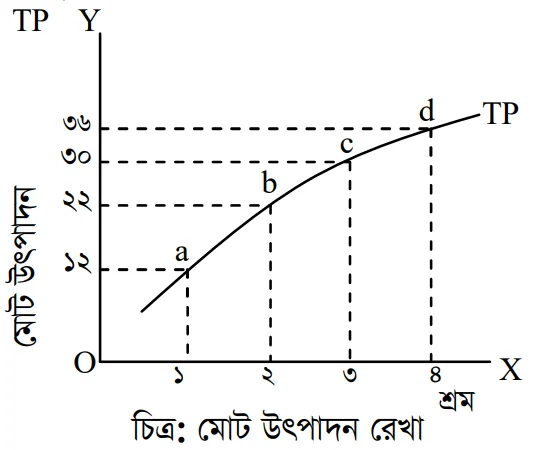 TP Y
TP
d
৩৬
c
৩০
b
২২
a
১২
মোট উৎপাদন
O ১ ২ ৩ ৪ X
শ্রম
চিত্র: মোট উৎপাদন রেখা